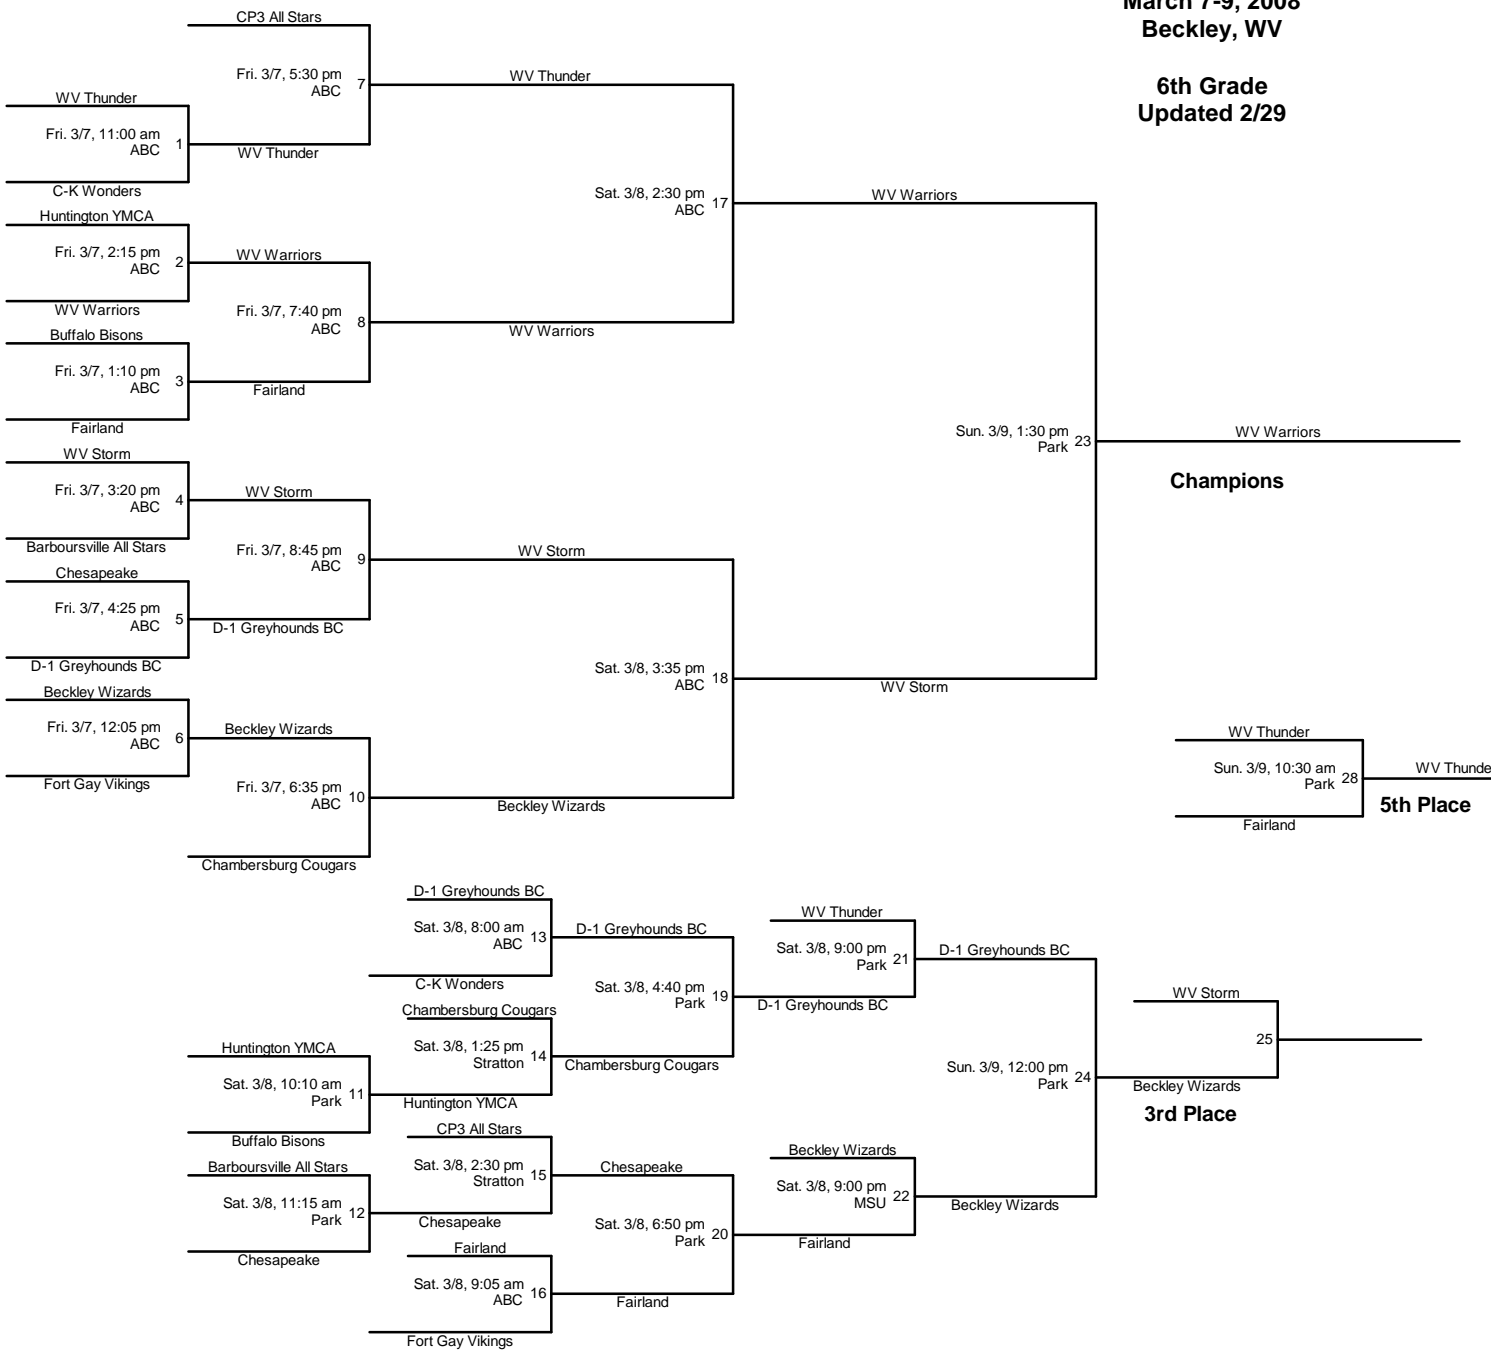 March 7-9, 2008
Beckley, WV
6th Grade
Updated 2/29
CP3 All Stars
Fri. 3/7, 5:30 pm
ABC
7
WV Thunder
WV Thunder
Fri. 3/7, 11:00 am
ABC
1
WV Thunder
C-K Wonders
Huntington YMCA
Fri. 3/7, 2:15 pm
ABC
2
WV Warriors
WV Warriors
Fri. 3/7, 7:40 pm
ABC
8
WV Warriors
Buffalo Bisons
Fri. 3/7, 1:10 pm
ABC
3
Fairland
Fairland
Sat. 3/8, 2:30 pm
ABC
17
WV Warriors
WV Storm
Fri. 3/7, 3:20 pm
ABC
4
WV Storm
Barboursville All Stars
Fri. 3/7, 8:45 pm
ABC
9
WV Storm
Chesapeake
Fri. 3/7, 4:25 pm
ABC
5
D-1 Greyhounds BC
D-1 Greyhounds BC
Sun. 3/9, 1:30 pm
Park
23
WV Warriors
Champions
Sat. 3/8, 3:35 pm
ABC
18
WV Storm
Beckley Wizards
Fri. 3/7, 12:05 pm
ABC
6
Beckley Wizards
Fort Gay Vikings
Fri. 3/7, 6:35 pm
ABC
10
Beckley Wizards
Chambersburg Cougars
WV Thunder
Sun. 3/9, 10:30 am
Park
28
WV Thunde
5th Place
Fairland
D-1 Greyhounds BC
Sat. 3/8, 8:00 am
ABC
13
D-1 Greyhounds BC
C-K Wonders
Sat. 3/8, 4:40 pm
Park
19
D-1 Greyhounds BC
WV Thunder
Sat. 3/8, 9:00 pm
Park
21
D-1 Greyhounds BC
Chambersburg Cougars
Sat. 3/8, 1:25 pm
Stratton
14
Chambersburg Cougars
Huntington YMCA
Sat. 3/8, 10:10 am
Park
11
Huntington YMCA
Buffalo Bisons
WV Storm
25
Sun. 3/9, 12:00 pm
Park
24
Beckley Wizards
3rd Place
CP3 All Stars
Sat. 3/8, 2:30 pm
Stratton
15
Chesapeake
Barboursville All Stars
Sat. 3/8, 11:15 am
Park
12
Chesapeake
Chesapeake
Beckley Wizards
Sat. 3/8, 9:00 pm
MSU
22
Beckley Wizards
Sat. 3/8, 6:50 pm
Park
20
Fairland
Fairland
Sat. 3/8, 9:05 am
ABC
16
Fairland
Fort Gay Vikings